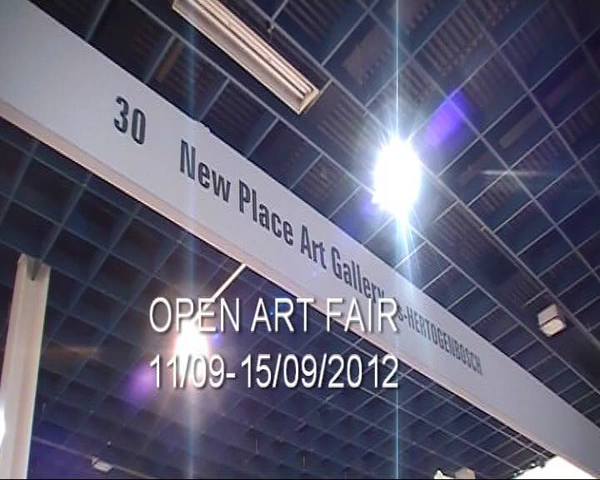 30 New Place Art Gallery 's-HERTOGENBOSCH
OPEN ART FAIR
11/09-15/09/2012